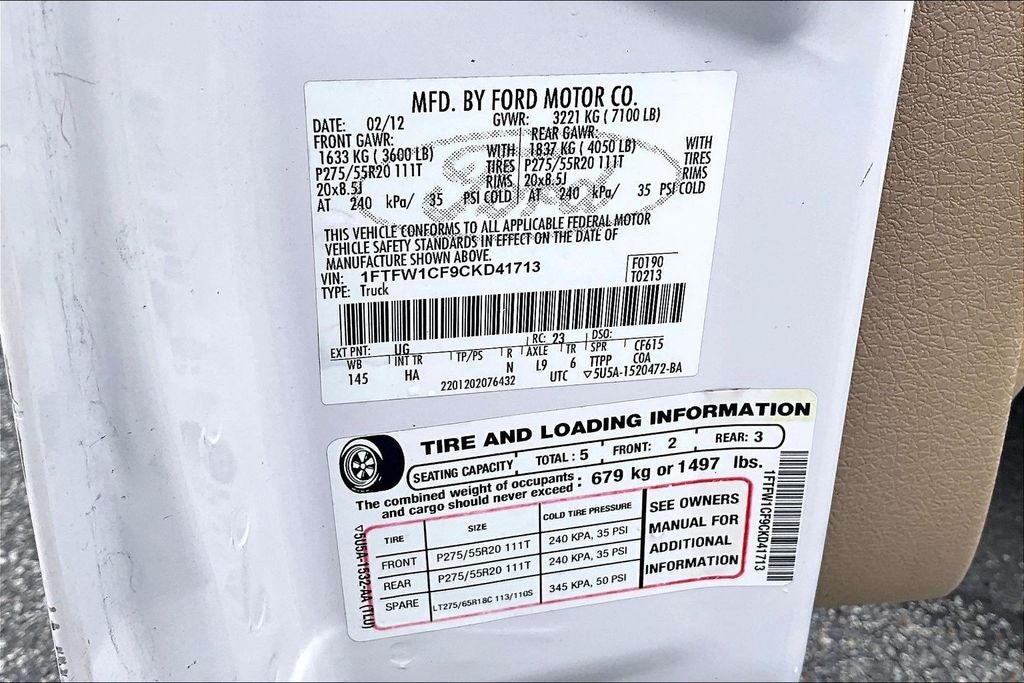 MFD. BY FORD MOTOR CO.
DATE: 02/12 GVWR: 3221 KG ( 7100 LB)
FRONT GAWR: REAR GAWR:
1633 KG ( 3600 LB) WITH 1837 KG ( 4050 LB) WITH
P275/55R20 111T TIRES P275/55R20 111T TIRES
20x8.5J RIMS 20x8.5J RIMS
AT 240 kPa/ 35 PSI COLD AT 240 kPa/ 35 PSI COLD
Ford
THIS VEHICLE CONFORMS TO ALL APPLICABLE FEDERAL MOTOR
VEHICLE SAFETY STANDARDS IN EFFECT ON THE DATE OF
MANUFACTURE SHOWN ABOVE.
VIN: 1FTFW1CF9CKD41713 F0190
TYPE: Truck T0213
EXT PNT: UG RC: 23 DSO:
WB INT TR TP/PS R AXLE TR SPR CF615
145 HA N L9 6 TTPP COA
2201202076432 UTC ▽5U5A-1520472-BA
TIRE AND LOADING INFORMATION
SEATING CAPACITY TOTAL : 5 FRONT: 2 REAR: 3
The combined weight of occupants
and cargo should never exceed : 679 kg or 1497 lbs.
TIRE SIZE COLD TIRE PRESSURE
FRONT P275/55R20 111T 240 KPA, 35 PSI
REAR P275/55R20 111T 240 KPA, 35 PSI
SPARE LT275/65R18C 113/110S 345 KPA, 50 PSI
SEE OWNERS
MANUAL FOR
ADDITIONAL
INFORMATION
▽5U5A-1532-AA (TLU)
1FTFW1CF9CKD41713